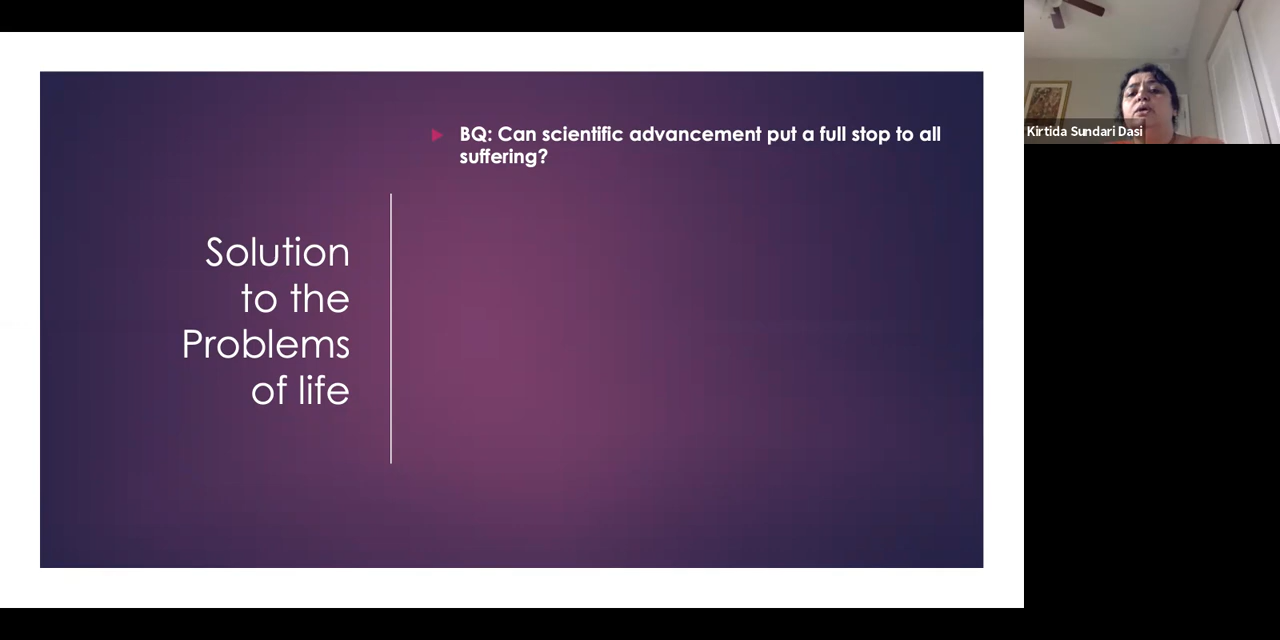 BQ: Can scientific advancement put a full stop to all
suffering?
Solution
to the
Problems
of life
Kirtida Sundari Dasi